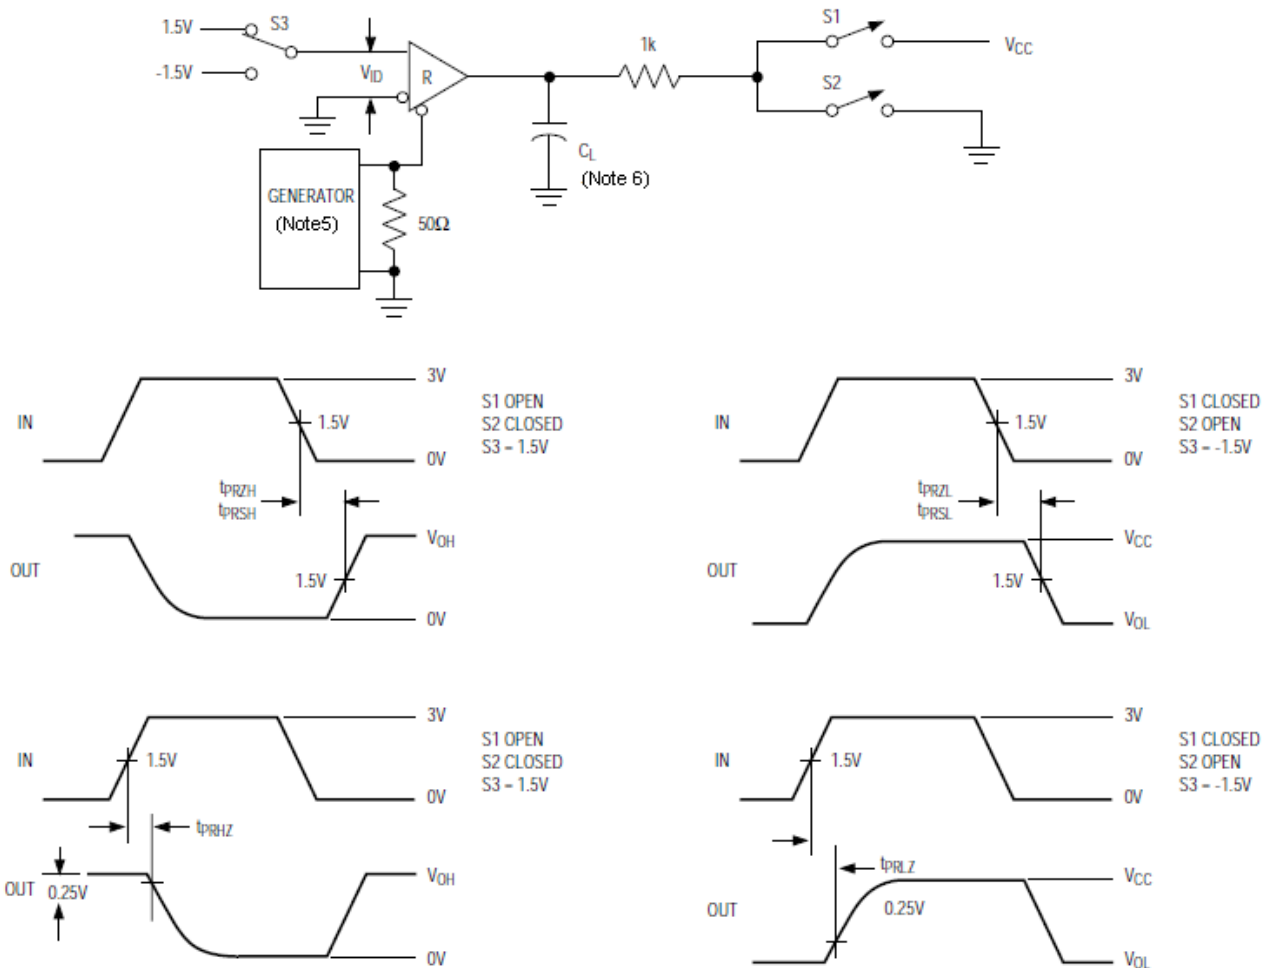 1.5V
S3
-1.5V
VID
R
1k
S1
VCC
S2
CL
(Note 6)
GENERATOR
(Note5)
50Ω
IN
3V
1.5V
0V
S1 OPEN
S2 CLOSED
S3 = 1.5V
tPRZH
tPRSH
OUT
VOH
1.5V
0V
IN
3V
1.5V
0V
S1 CLOSED
S2 OPEN
S3 = -1.5V
tPRZL
tPRSL
OUT
VCC
1.5V
VOL
IN
3V
1.5V
0V
S1 OPEN
S2 CLOSED
S3 = 1.5V
tPRHZ
OUT
0.25V
VOH
0V
IN
3V
1.5V
0V
S1 CLOSED
S2 OPEN
S3 = -1.5V
tPRLZ
OUT
VCC
0.25V
VOL